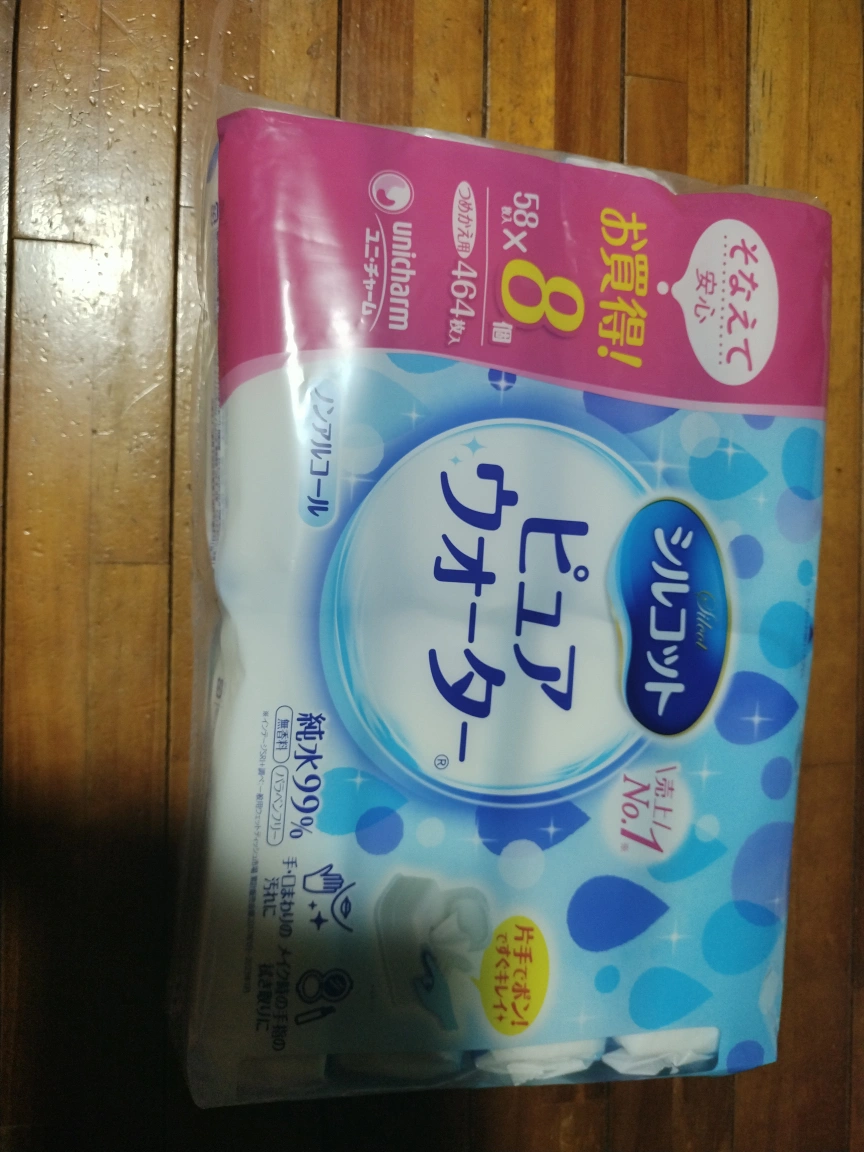 そなえて
安心
お買得!
58枚入×8個
つめかえ用 464枚入
unicharm
ユニ・チャーム
Silcot
シルコット
ピュア
ウォーター®
ノンアルコール
売上
No.1※
純水99%
無香料
パラベンフリー
片手でポン!
ですぐキレイ
手・口まわりの
汚れに
メイク時の手指の
拭き取りに